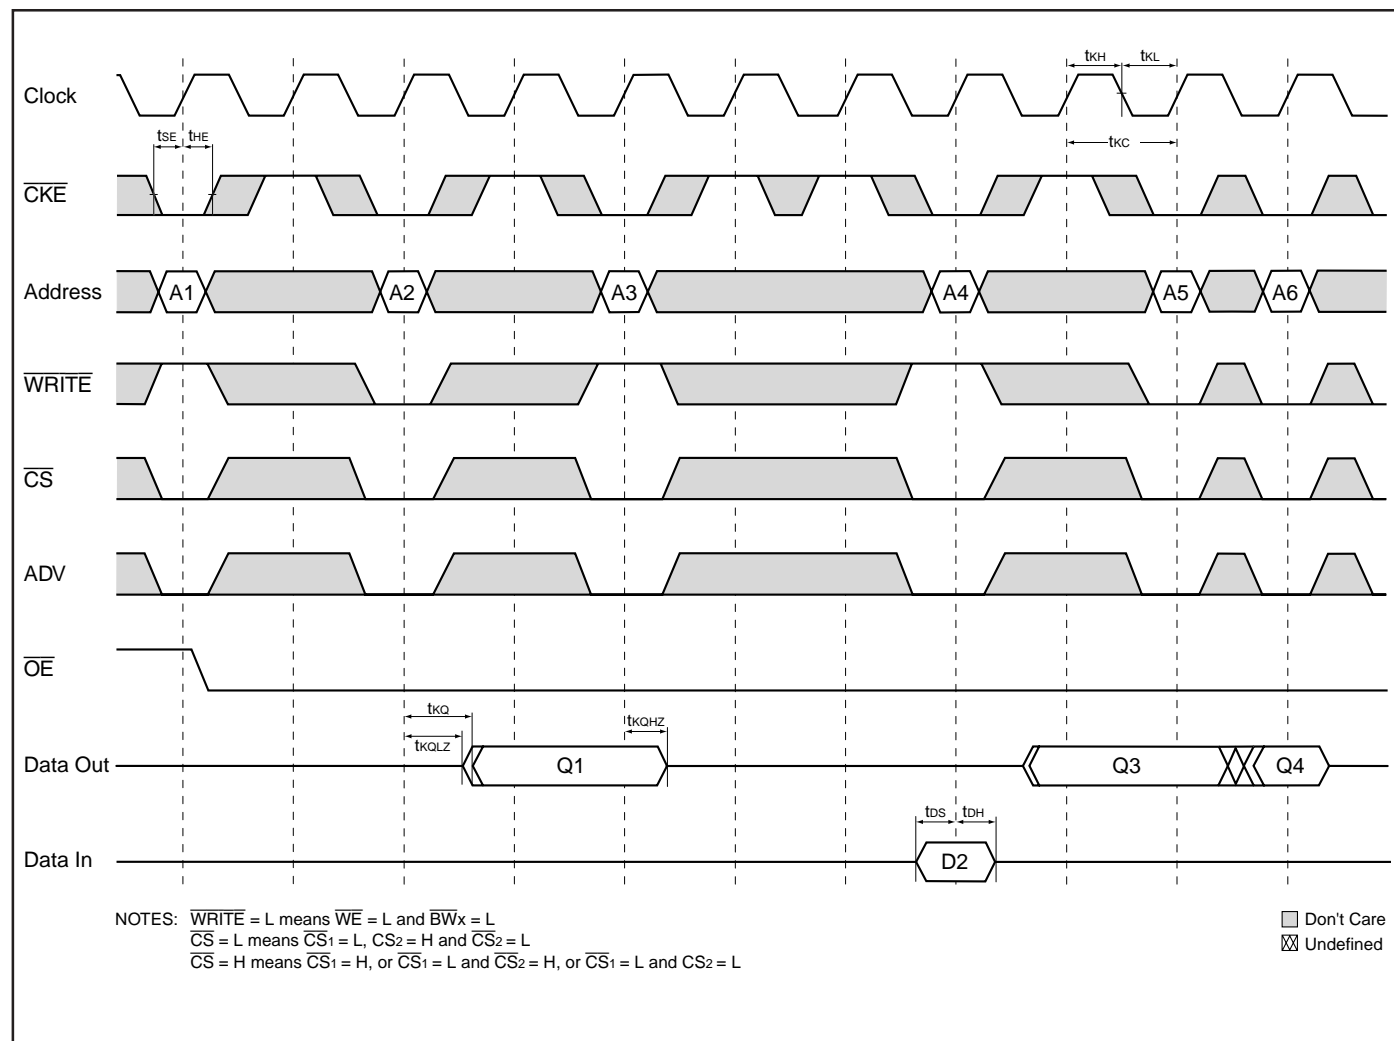 tKH tKL
Clock
tSE tHE
tKC
CKE
Address A1 A2 A3 A4 A5 A6
WRITE
CS
ADV
OE
tKQ
tKQLZ tKQHZ
Data Out Q1 Q3 Q4
tDS tDH
Data In D2
NOTES: WRITE = L means WE = L and BWx = L
CS = L means CS1 = L, CS2 = H and CS2 = L
CS = H means CS1 = H, or CS1 = L and CS2 = H, or CS1 = L and CS2 = L
Don't Care
Undefined